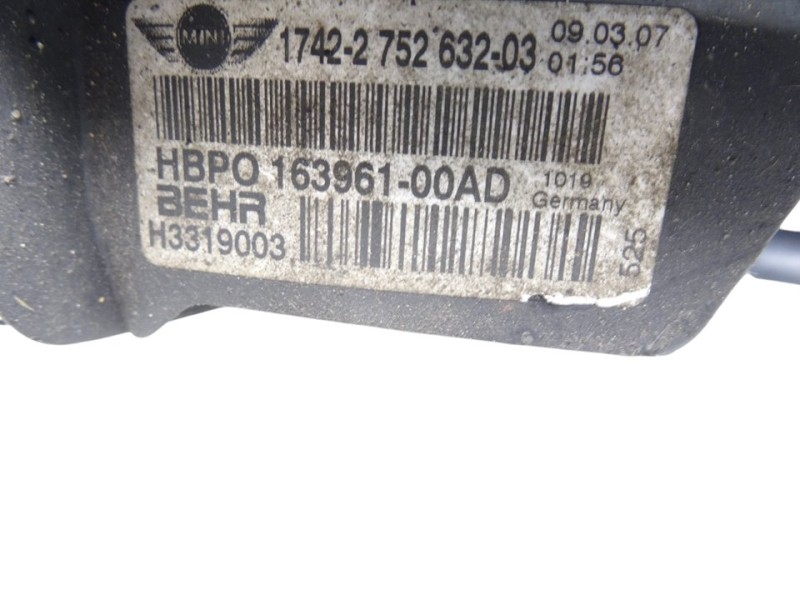 MINI 1742-2 752 632-03 09.03.07
01:56
HBPO 163961-00AD 1019
BEHR Germany
H3319003
525